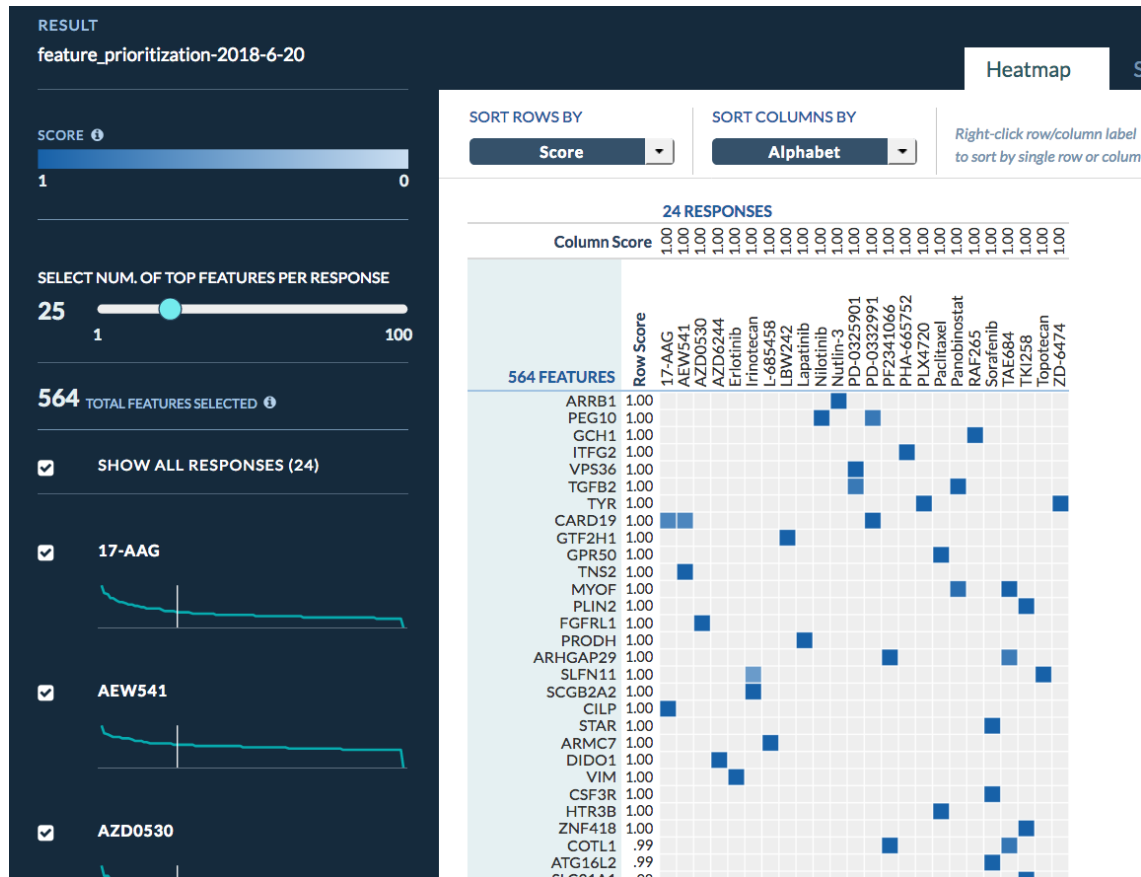 RESULT
feature_prioritization-2018-6-20
SCORE
1 0
SELECT NUM. OF TOP FEATURES PER RESPONSE
25
1 100
564 TOTAL FEATURES SELECTED
SHOW ALL RESPONSES (24)
17-AAG
AEW541
AZD0530
Heatmap
SORT ROWS BY
Score
SORT COLUMNS BY
Alphabet
Right-click row/column label
to sort by single row or colum
24 RESPONSES
Column Score 1.00 1.00 1.00 1.00 1.00 1.00 1.00 1.00 1.00 1.00 1.00 1.00 1.00 1.00 1.00 1.00 1.00 1.00 1.00 1.00 1.00 1.00 1.00 1.00
564 FEATURES Row Score 17-AAG AEW541 AZD0530 AZD6244 Erlotinib Irinotecan L-685458 LBW242 Lapatinib Nilotinib Nutlin-3 PD-0325901 PD-0332991 PF2341066 PHA-665752 PLX4720 Paclitaxel Panobinostat RAF265 Sorafenib TAE684 TKI258 Topotecan ZD-6474
ARRB1 1.00
PEG10 1.00
GCH1 1.00
ITFG2 1.00
VPS36 1.00
TGFB2 1.00
TYR 1.00
CARD19 1.00
GTF2H1 1.00
GPR50 1.00
TNS2 1.00
MYOF 1.00
PLIN2 1.00
FGFRL1 1.00
PRODH 1.00
ARHGAP29 1.00
SLFN11 1.00
SCGB2A2 1.00
CILP 1.00
STAR 1.00
ARMC7 1.00
DIDO1 1.00
VIM 1.00
CSF3R 1.00
HTR3B 1.00
ZNF418 1.00
COTL1 .99
ATG16L2 .99